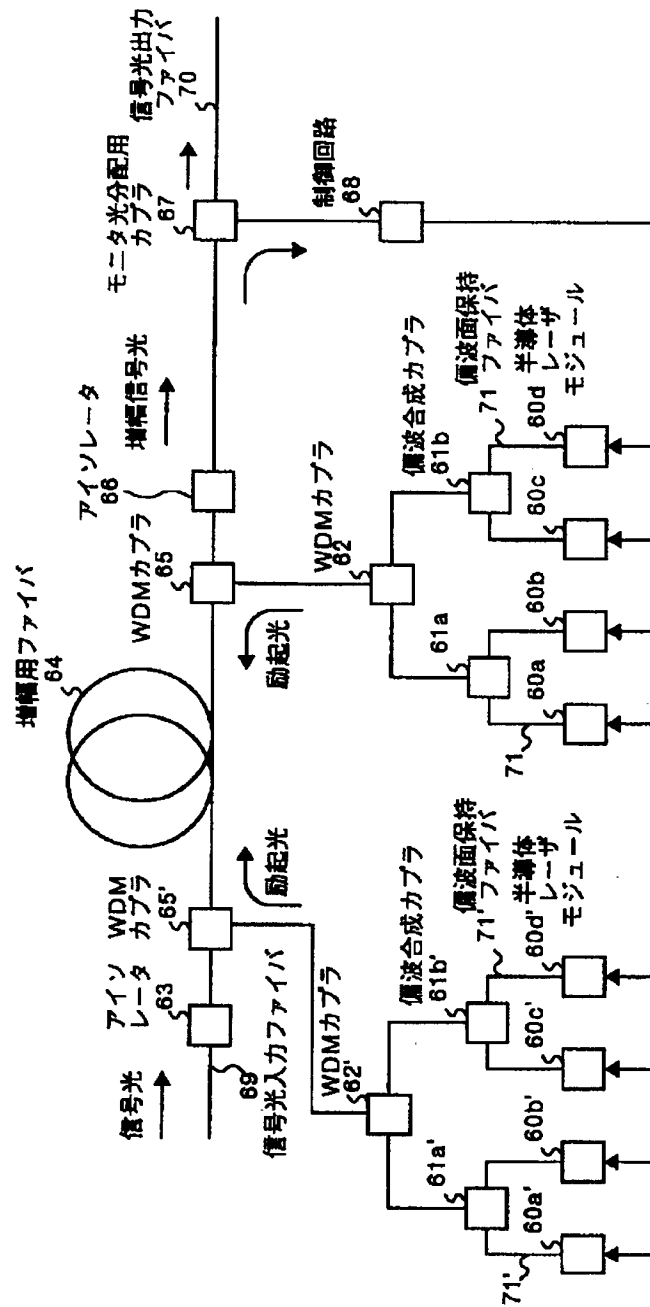 信号光
アイソ
レータ
63
WDM
カプラ
65'
増幅用ファイバ
64
WDMカプラ
65
アイソレータ
66
増幅信号光
モニタ光分配用
カプラ
67
信号光出力
ファイバ
70
69
信号光入力ファイバ
励起光
励起光
制御回路
68
WDMカプラ
62'
WDMカプラ
62
61a'
偏波合成カプラ
61b'
61a
偏波合成カプラ
61b
71'
60a'
60b'
60c'
偏波面保持
71' ファイバ
半導体
60d' レーザ
モジュール
71
60a
60b
60c
偏波面保持
71 ファイバ
半導体
60d レーザ
モジュール